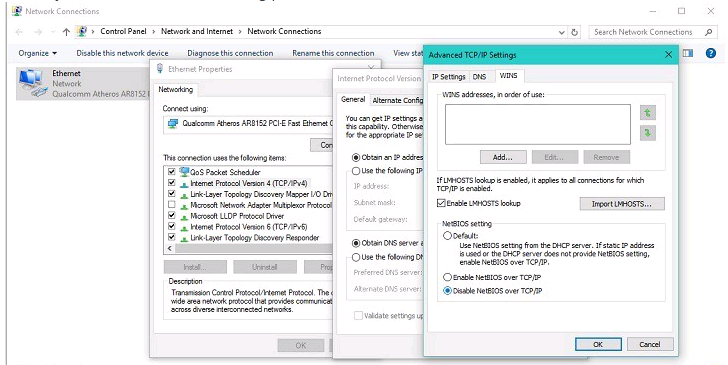 Network Connections
Control Panel > Network and Internet > Network Connections
Search Network Connections
Organize
Disable this network device
Diagnose this connection
Rename this connection
View stat
Ethernet
Network
Qualcomm Atheros AR8152 P
Ethernet Properties
Networking
Connect using:
Qualcomm Atheros AR8152 PCI-E Fast Ethernet C
Con
This connection uses the following items:
QoS Packet Scheduler
Internet Protocol Version 4 (TCP/IPv4)
Link-Layer Topology Discovery Mapper I/O Driv
Microsoft Network Adapter Multiplexor Protocol
Microsoft LLDP Protocol Driver
Internet Protocol Version 6 (TCP/IPv6)
Link-Layer Topology Discovery Responder
Install...
Uninstall
Prop
Description
Transmission Control Protocol/Internet Protocol. The
wide area network protocol that provides communicat
across diverse interconnected networks.
OK
Internet Protocol Version
General
Alternate Config
You can get IP settings a
this capability. Otherwise
for the appropriate IP se
Obtain an IP addres
Use the following IP
IP address:
Subnet mask:
Default gateway:
Obtain DNS server a
Use the following DN
Preferred DNS server:
Alternate DNS server:
Validate settings up
Advanced TCP/IP Settings
IP Settings
DNS
WINS
WINS addresses, in order of use:
Add...
Edit...
Remove
If LMHOSTS lookup is enabled, it applies to all connections for which
TCP/IP is enabled.
Enable LMHOSTS lookup
Import LMHOSTS...
NetBIOS setting
Default:
Use NetBIOS setting from the DHCP server. If static IP address
is used or the DHCP server does not provide NetBIOS setting,
enable NetBIOS over TCP/IP.
Enable NetBIOS over TCP/IP
Disable NetBIOS over TCP/IP
OK
Cancel